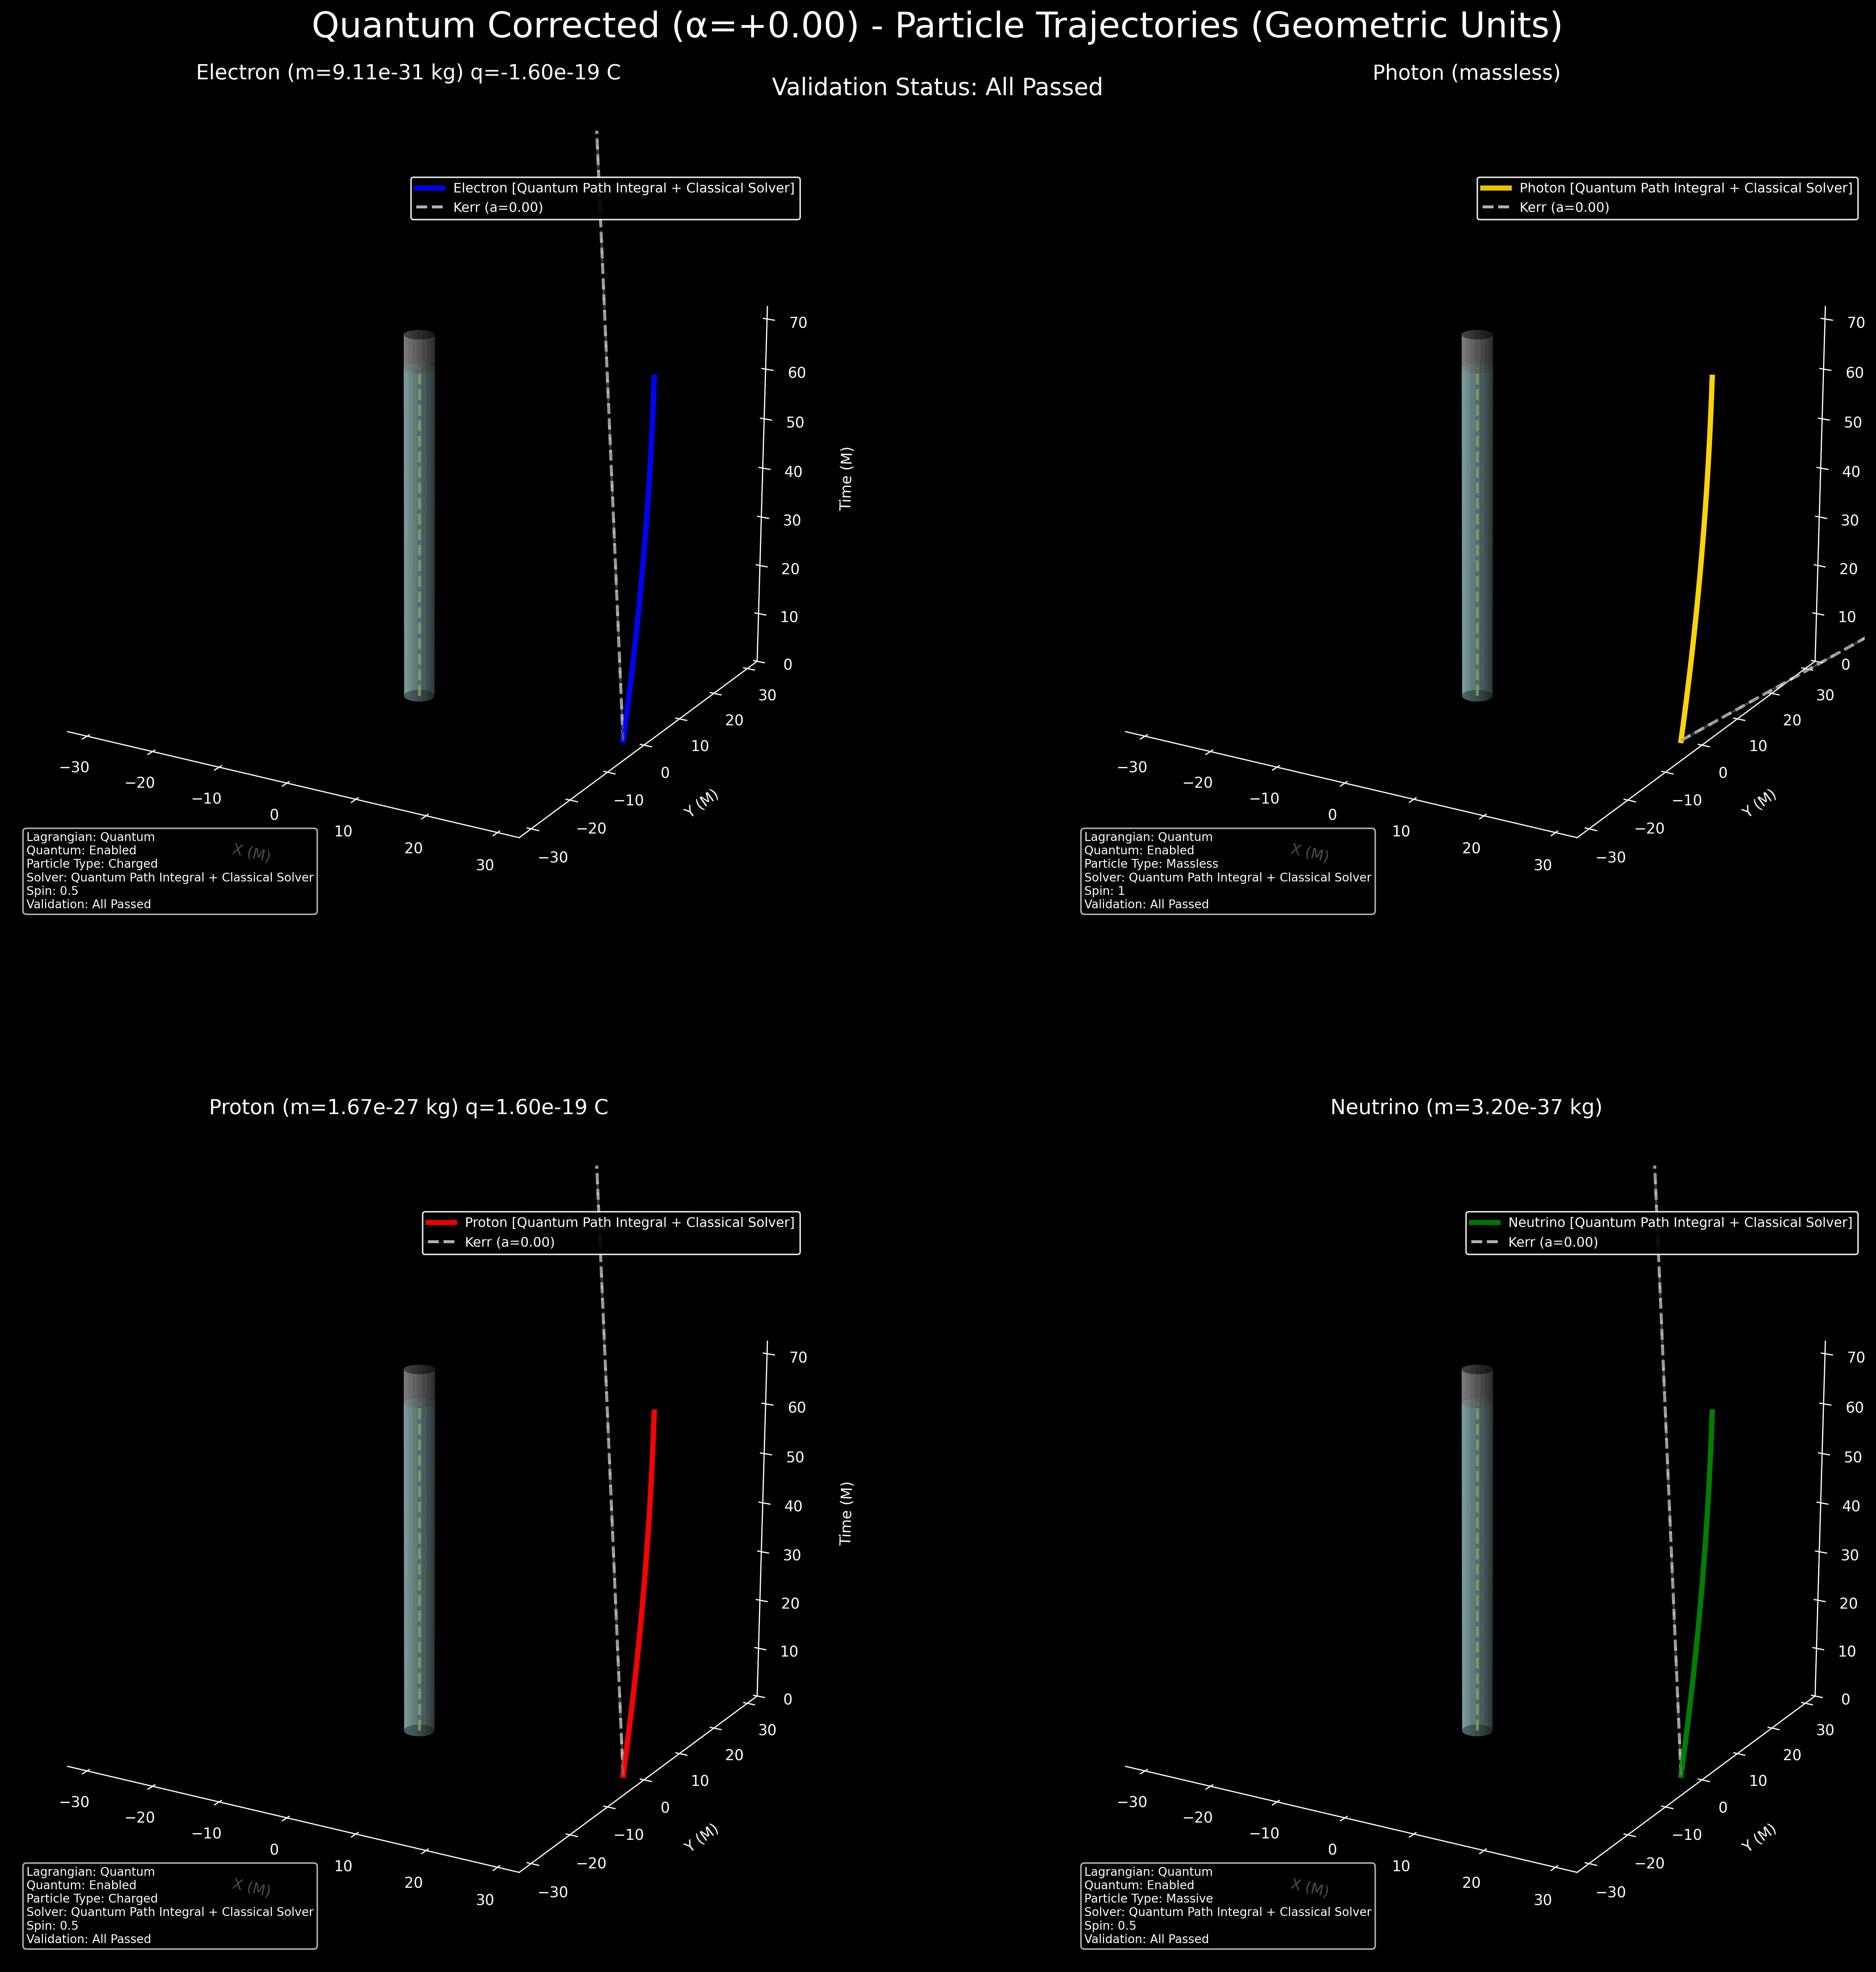 Quantum Corrected (α=+0.00) - Particle Trajectories (Geometric Units)
Validation Status: All Passed
Electron (m=9.11e-31 kg) q=-1.60e-19 C
Electron [Quantum Path Integral + Classical Solver]
Kerr (a=0.00)
70
60
50
40
30
20
10
0
Time (M)
30
20
10
0
−10
−20
−30
Y (M)
−30
−20
−10
0
10
20
30
X (M)
Lagrangian: Quantum
Quantum: Enabled
Particle Type: Charged
Solver: Quantum Path Integral + Classical Solver
Spin: 0.5
Validation: All Passed
Photon (massless)
Photon [Quantum Path Integral + Classical Solver]
Kerr (a=0.00)
70
60
50
40
30
20
10
0
30
20
10
0
−10
−20
−30
Y (M)
−30
−20
−10
0
10
20
30
X (M)
Lagrangian: Quantum
Quantum: Enabled
Particle Type: Massless
Solver: Quantum Path Integral + Classical Solver
Spin: 1
Validation: All Passed
Proton (m=1.67e-27 kg) q=1.60e-19 C
Proton [Quantum Path Integral + Classical Solver]
Kerr (a=0.00)
70
60
50
40
30
20
10
0
Time (M)
30
20
10
0
−10
−20
−30
Y (M)
−30
−20
−10
0
10
20
30
X (M)
Lagrangian: Quantum
Quantum: Enabled
Particle Type: Charged
Solver: Quantum Path Integral + Classical Solver
Spin: 0.5
Validation: All Passed
Neutrino (m=3.20e-37 kg)
Neutrino [Quantum Path Integral + Classical Solver]
Kerr (a=0.00)
70
60
50
40
30
20
10
0
30
20
10
0
−10
−20
−30
Y (M)
−30
−20
−10
0
10
20
30
X (M)
Lagrangian: Quantum
Quantum: Enabled
Particle Type: Massive
Solver: Quantum Path Integral + Classical Solver
Spin: 0.5
Validation: All Passed